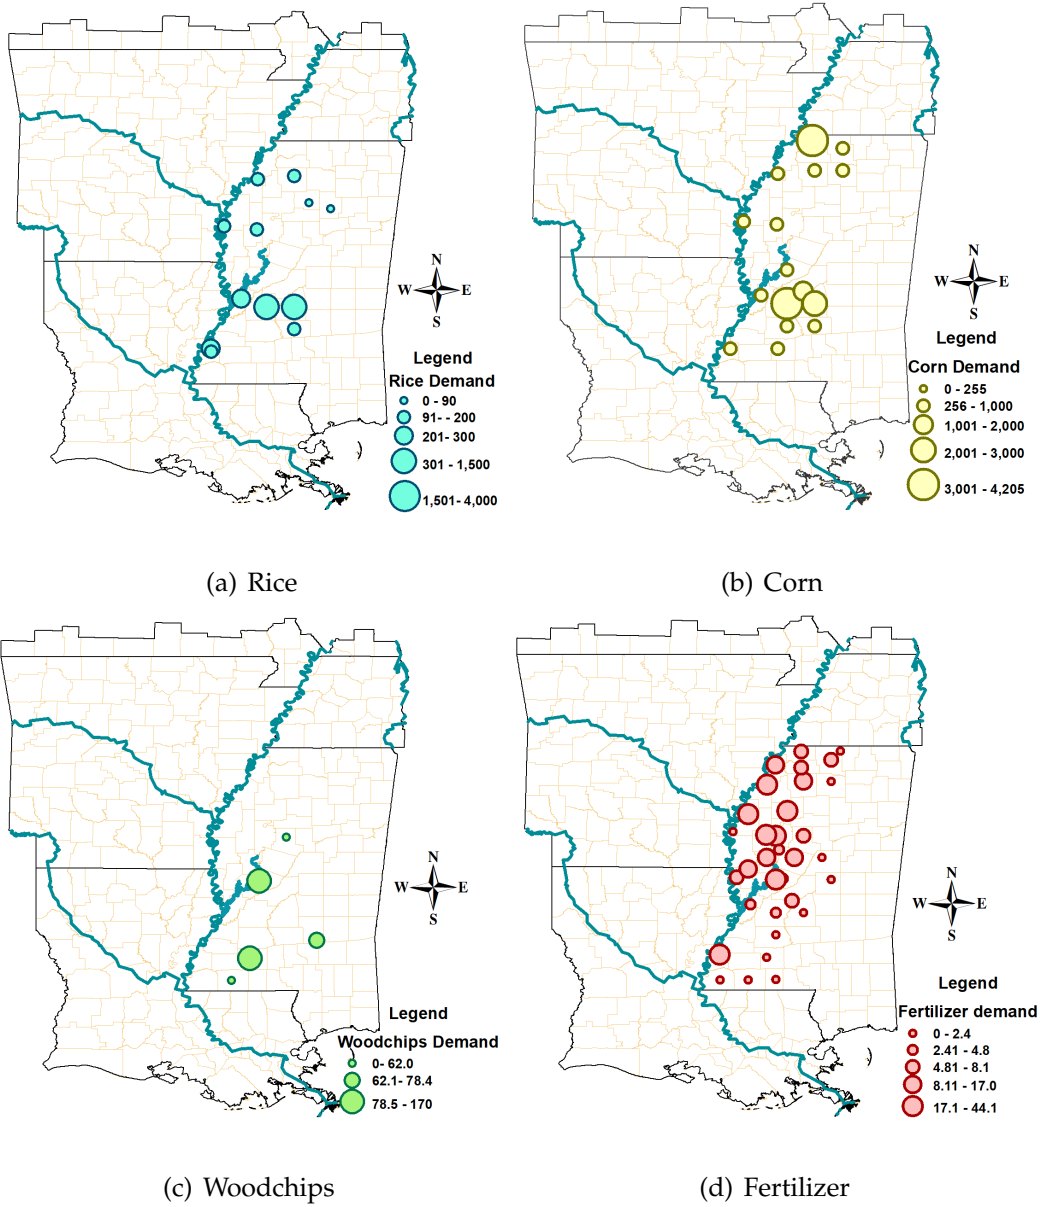 N
W E
S
Legend
Rice Demand
0 - 90
91- - 200
201- 300
301 - 1,500
1,501- 4,000
(a) Rice
N
W E
S
Legend
Corn Demand
0 - 255
256 - 1,000
1,001 - 2,000
2,001 - 3,000
3,001 - 4,205
(b) Corn
N
W E
S
Legend
Woodchips Demand
0- 62.0
62.1- 78.4
78.5 - 170
(c) Woodchips
N
W E
S
Legend
Fertilizer demand
0 - 2.4
2.41 - 4.8
4.81 - 8.1
8.11 - 17.0
17.1 - 44.1
(d) Fertilizer